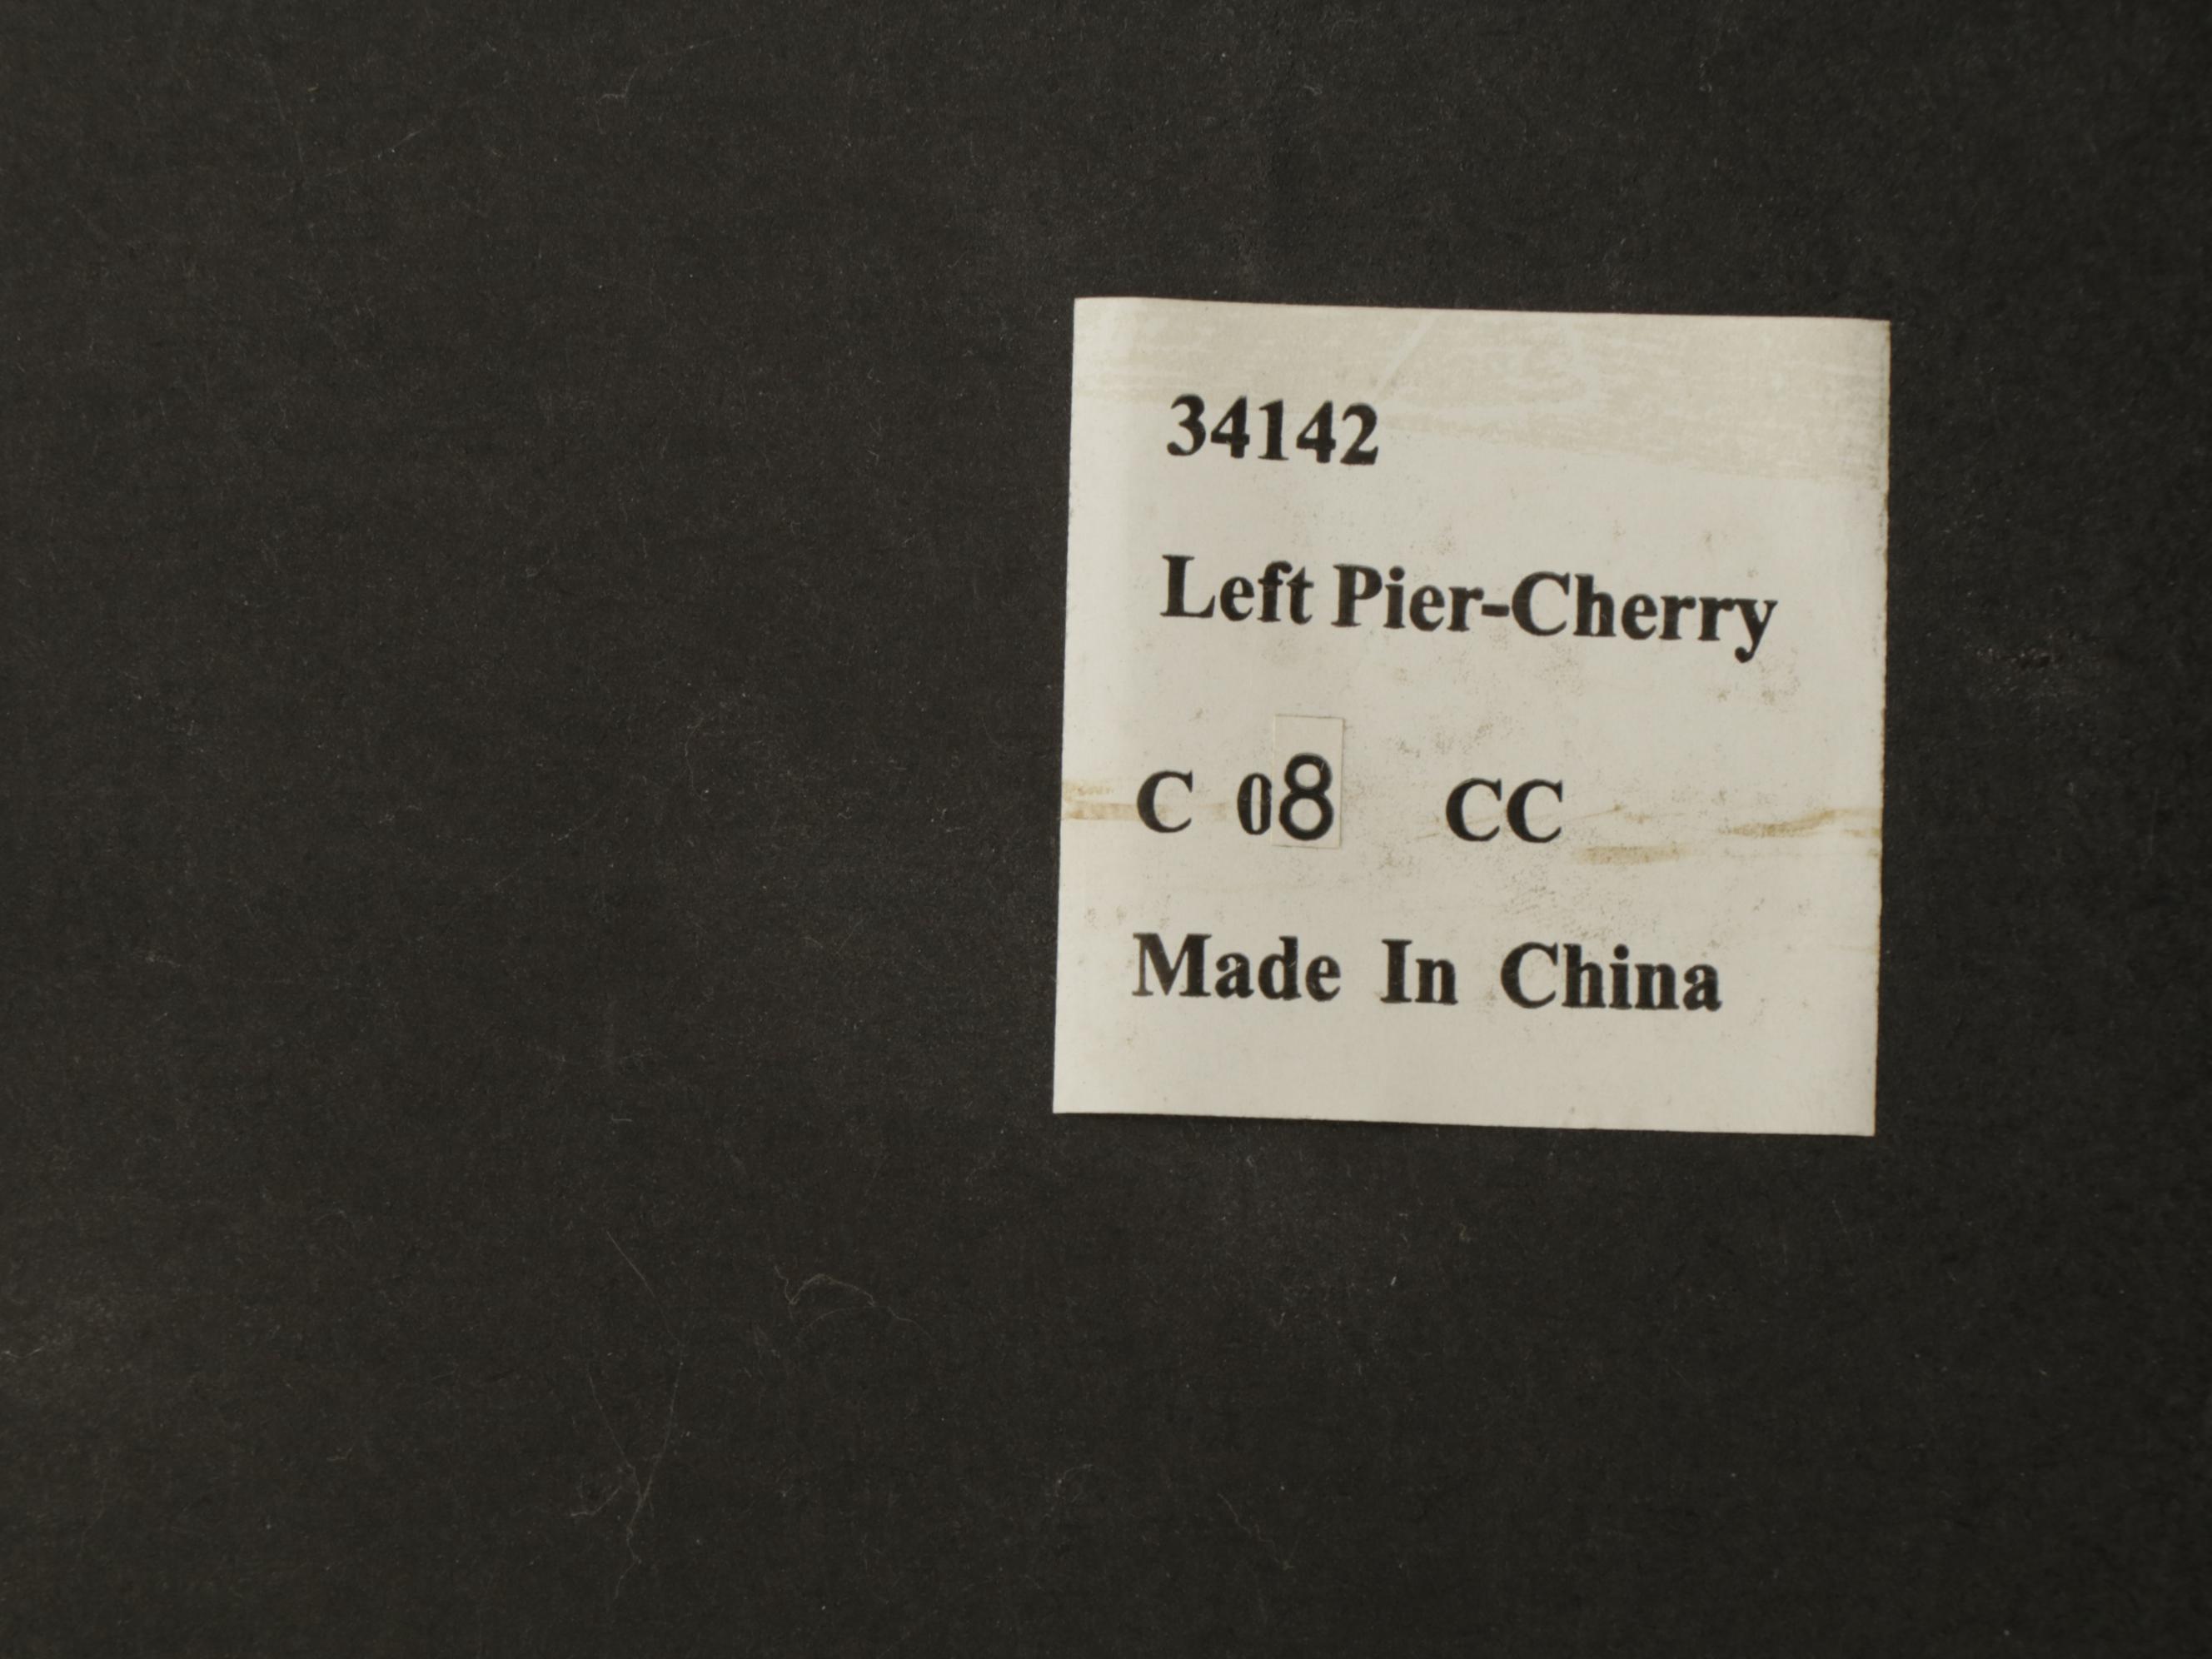 34142
Left Pier-Cherry
C 08 CC
Made In China